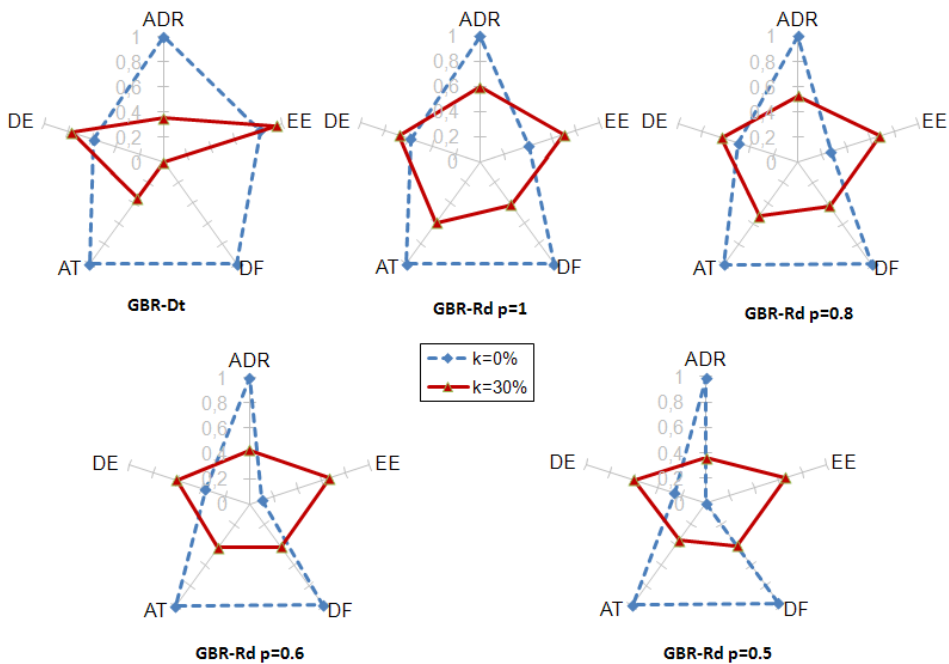 ADR
1
0,8
0,6
0,4
0,2
0
DE
EE
AT
DF
GBR-Dt
ADR
1
0,8
0,6
0,4
0,2
0
DE
EE
AT
DF
GBR-Rd p=1
ADR
1
0,8
0,6
0,4
0,2
0
DE
EE
AT
DF
GBR-Rd p=0.8
k=0%
k=30%
ADR
1
0,8
0,6
0,4
0,2
0
DE
EE
AT
DF
GBR-Rd p=0.6
ADR
1
0,8
0,6
0,4
0,2
0
DE
EE
AT
DF
GBR-Rd p=0.5